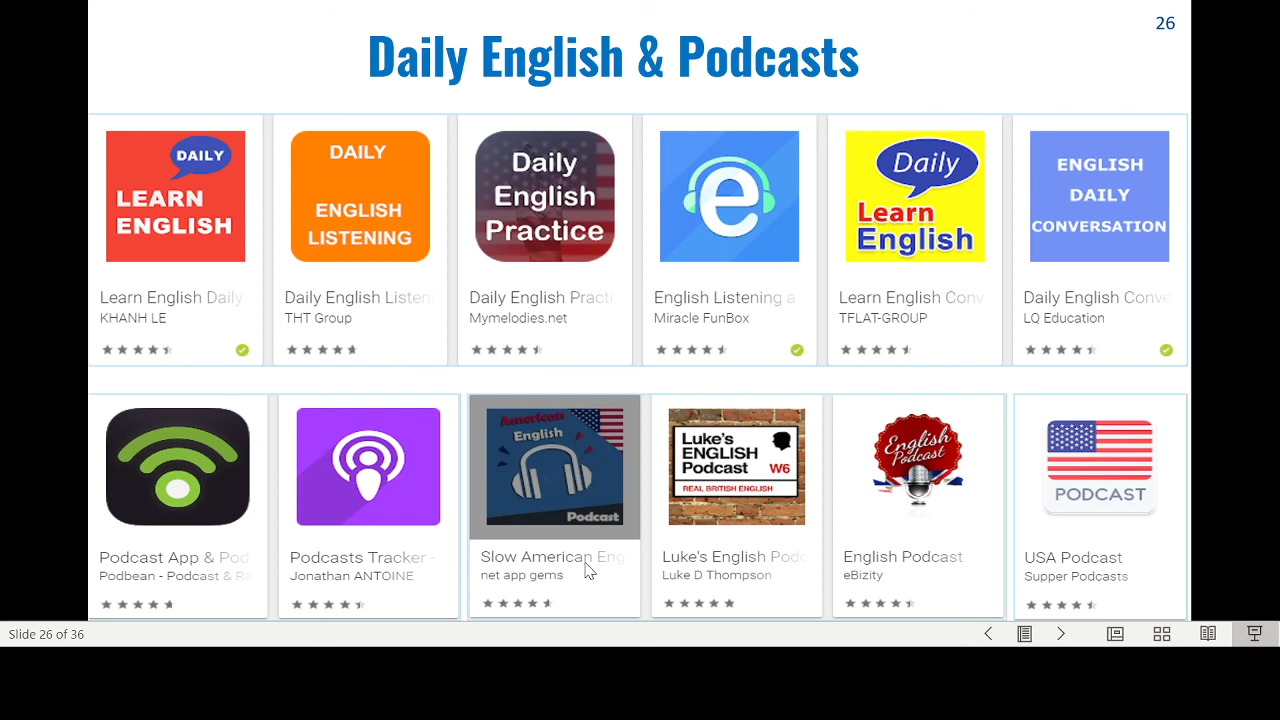 26
Daily English & Podcasts
DAILY
LEARN
ENGLISH
Learn English Daily
KHANH LE
DAILY
ENGLISH
LISTENING
Daily English Listen
THT Group
Daily
English
Practice
Daily English Practi
Mymelodies.net
e
English Listening a
Miracle FunBox
Daily
Learn
English
Learn English Conv
TFLAT-GROUP
ENGLISH
DAILY
CONVERSATION
Daily English Conve
LQ Education
Podcast App & Pod
Podbean - Podcast & Ra
Podcasts Tracker -
Jonathan ANTOINE
American
English
Podcast
Slow American Eng
net app gems
Luke's
ENGLISH
Podcast W6
REAL BRITISH ENGLISH
Luke's English Podc
Luke D Thompson
English
Podcast
English Podcast
eBizity
PODCAST
USA Podcast
Supper Podcasts
Slide 26 of 36